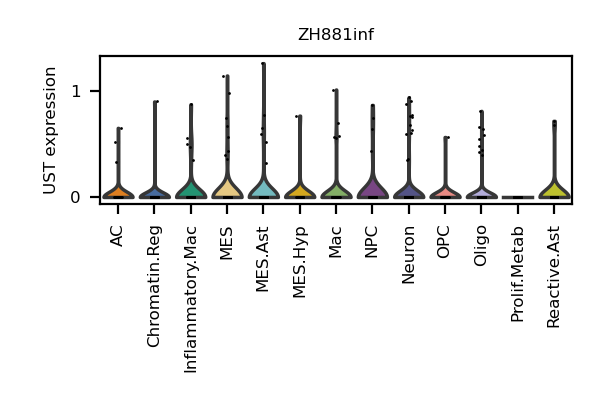 ZH881inf
UST expression
1
0
AC
Chromatin.Reg
Inflammatory.Mac
MES
MES.Ast
MES.Hyp
Mac
NPC
Neuron
OPC
Oligo
Prolif.Metab
Reactive.Ast